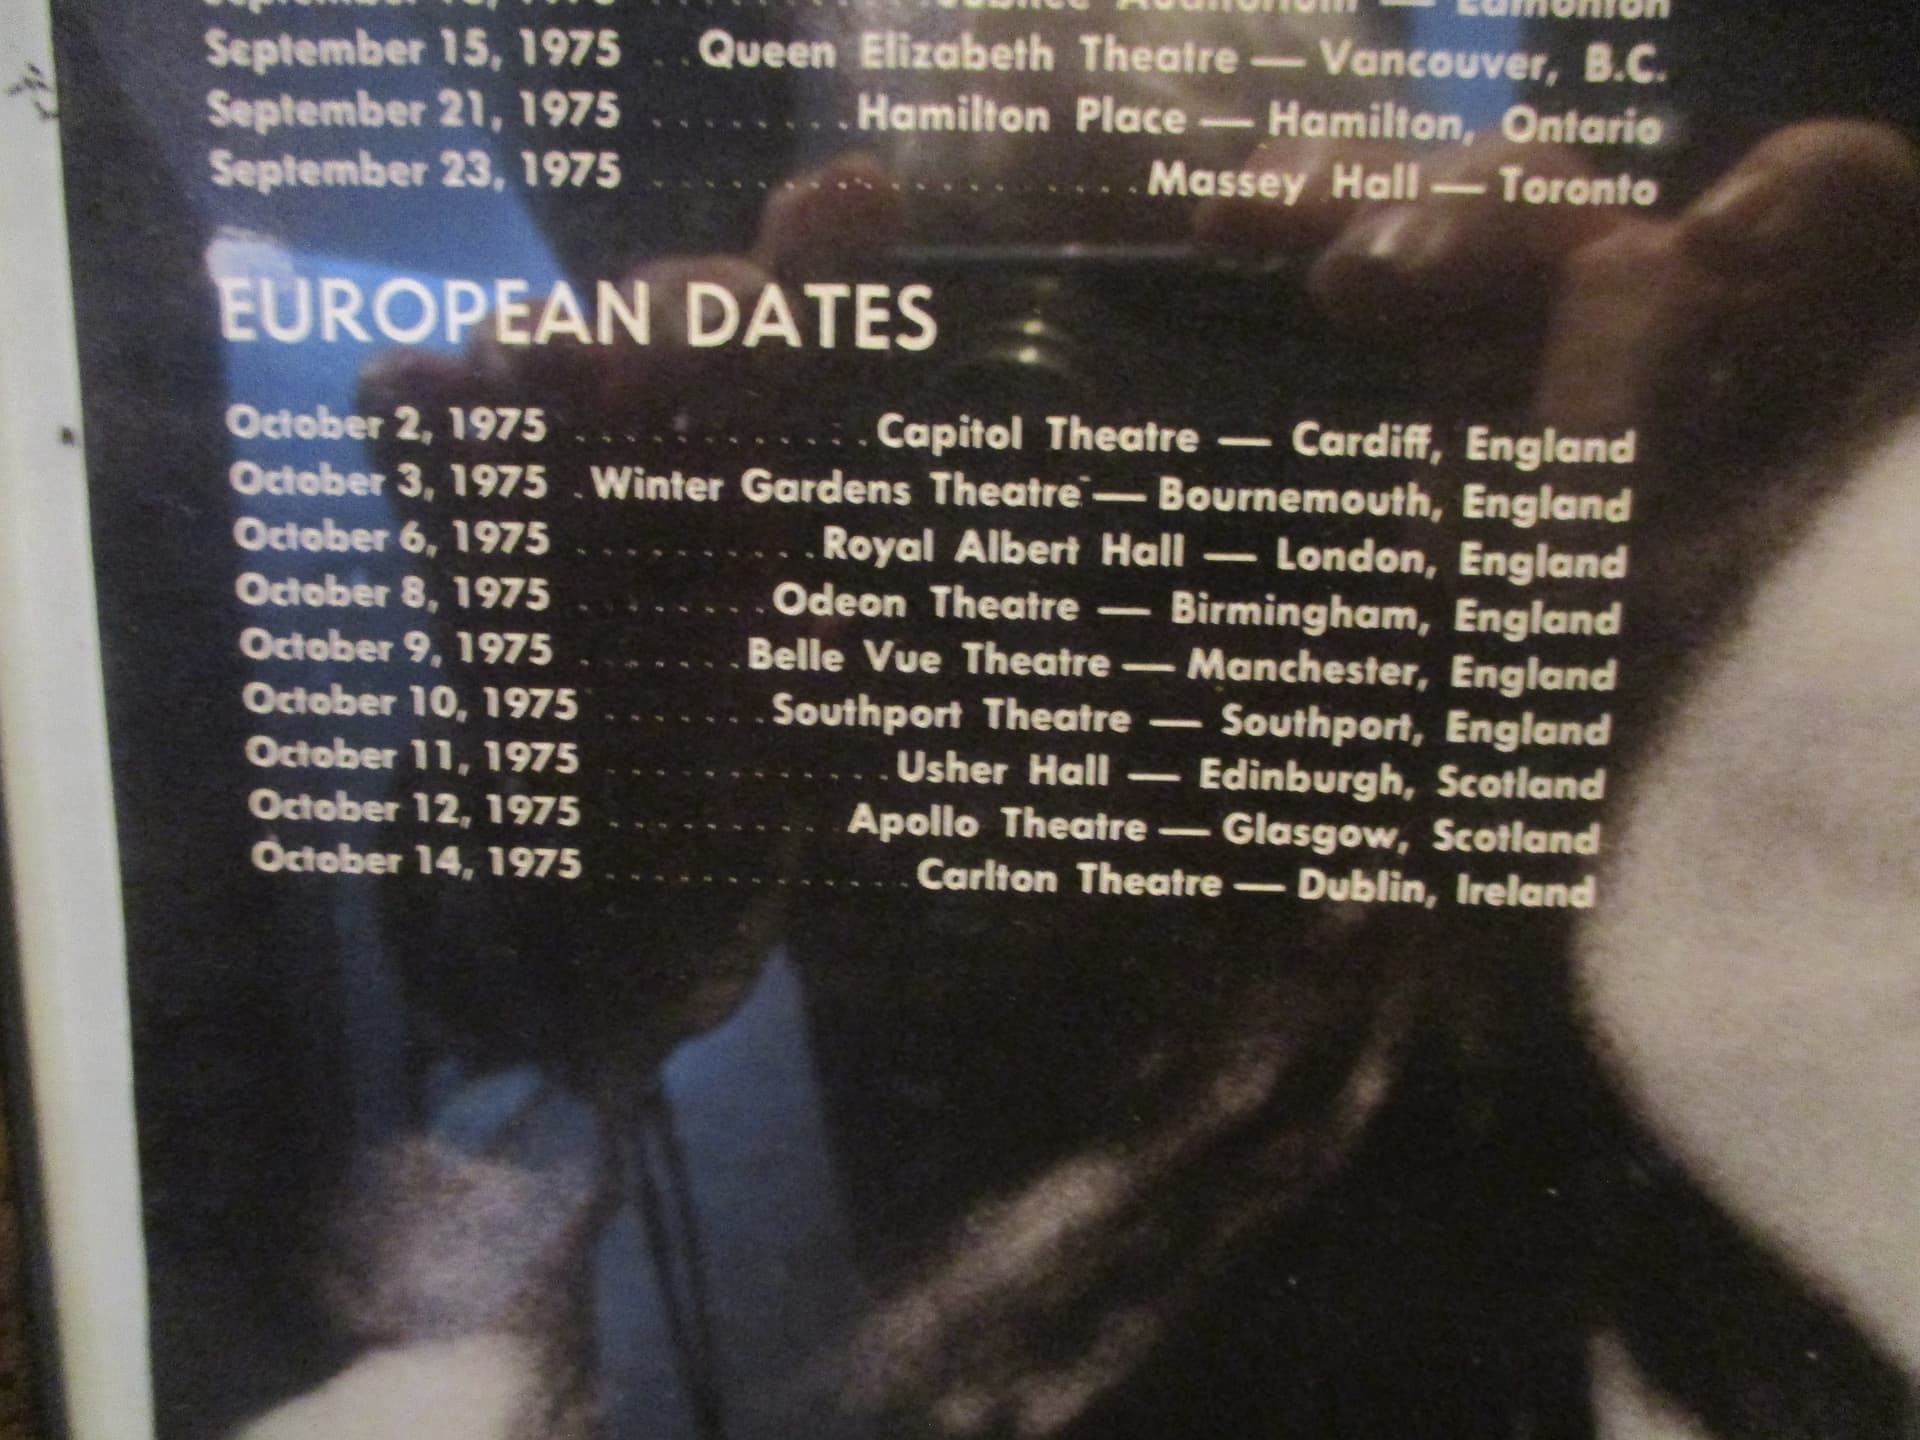 Jubilee Auditorium — Edmonton
September 15, 1975 . . Queen Elizabeth Theatre — Vancouver, B.C.
September 21, 1975 . . . . . . . . Hamilton Place — Hamilton, Ontario
September 23, 1975 . . . . . . . . . . . . . . . . . . . . Massey Hall — Toronto
EUROPEAN DATES
October 2, 1975 . . . . . . . . . . . . Capitol Theatre — Cardiff, England
October 3, 1975 . Winter Gardens Theatre — Bournemouth, England
October 6, 1975 . . . . . . . . . . Royal Albert Hall — London, England
October 8, 1975 . . . . . . . . Odeon Theatre — Birmingham, England
October 9, 1975 . . . . . . . Belle Vue Theatre — Manchester, England
October 10, 1975 . . . . . . . Southport Theatre — Southport, England
October 11, 1975 . . . . . . . . . . . . Usher Hall — Edinburgh, Scotland
October 12, 1975 . . . . . . . . . Apollo Theatre — Glasgow, Scotland
October 14, 1975 . . . . . . . . . . . . . Carlton Theatre — Dublin, Ireland